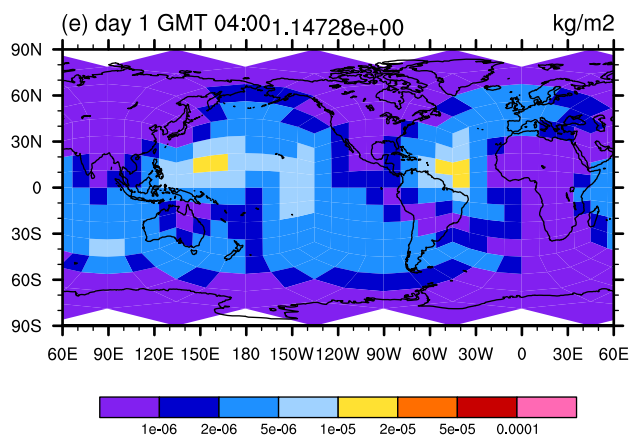 (e) day 1 GMT 04:00 1.14728e+00 kg/m2
90N
60N
30N
0
30S
60S
90S
60E 90E 120E 150E 180 150W 120W 90W 60W 30W 0 30E 60E
1e-06 2e-06 5e-06 1e-05 2e-05 5e-05 0.0001